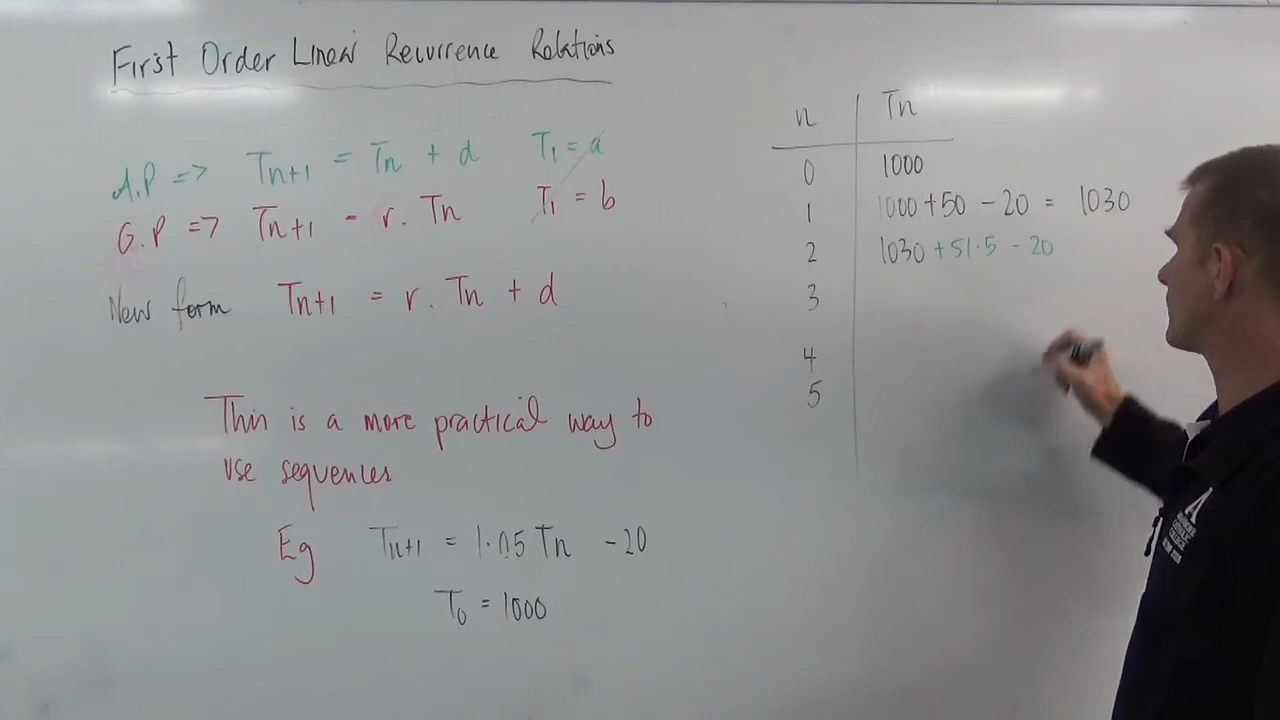 First Order Linear Recurrence Relations
A.P => Tn+1 = Tn + d T1 = a
G.P => Tn+1 = r. Tn T1 = b
New form Tn+1 = r. Tn + d
This is a more practical way to
use sequences
Eg Tn+1 = 1.05 Tn - 20
T0 = 1000
n Tn
0 1000
1 1000 + 50 - 20 = 1030
2 1030 + 51.5 - 20
3
4
5